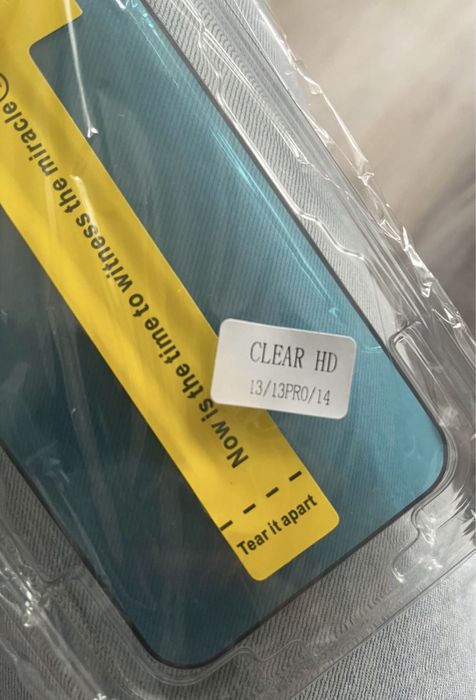 Now is the time to witness the miracle
Tear it apart
CLEAR HD
13/13PRO/14